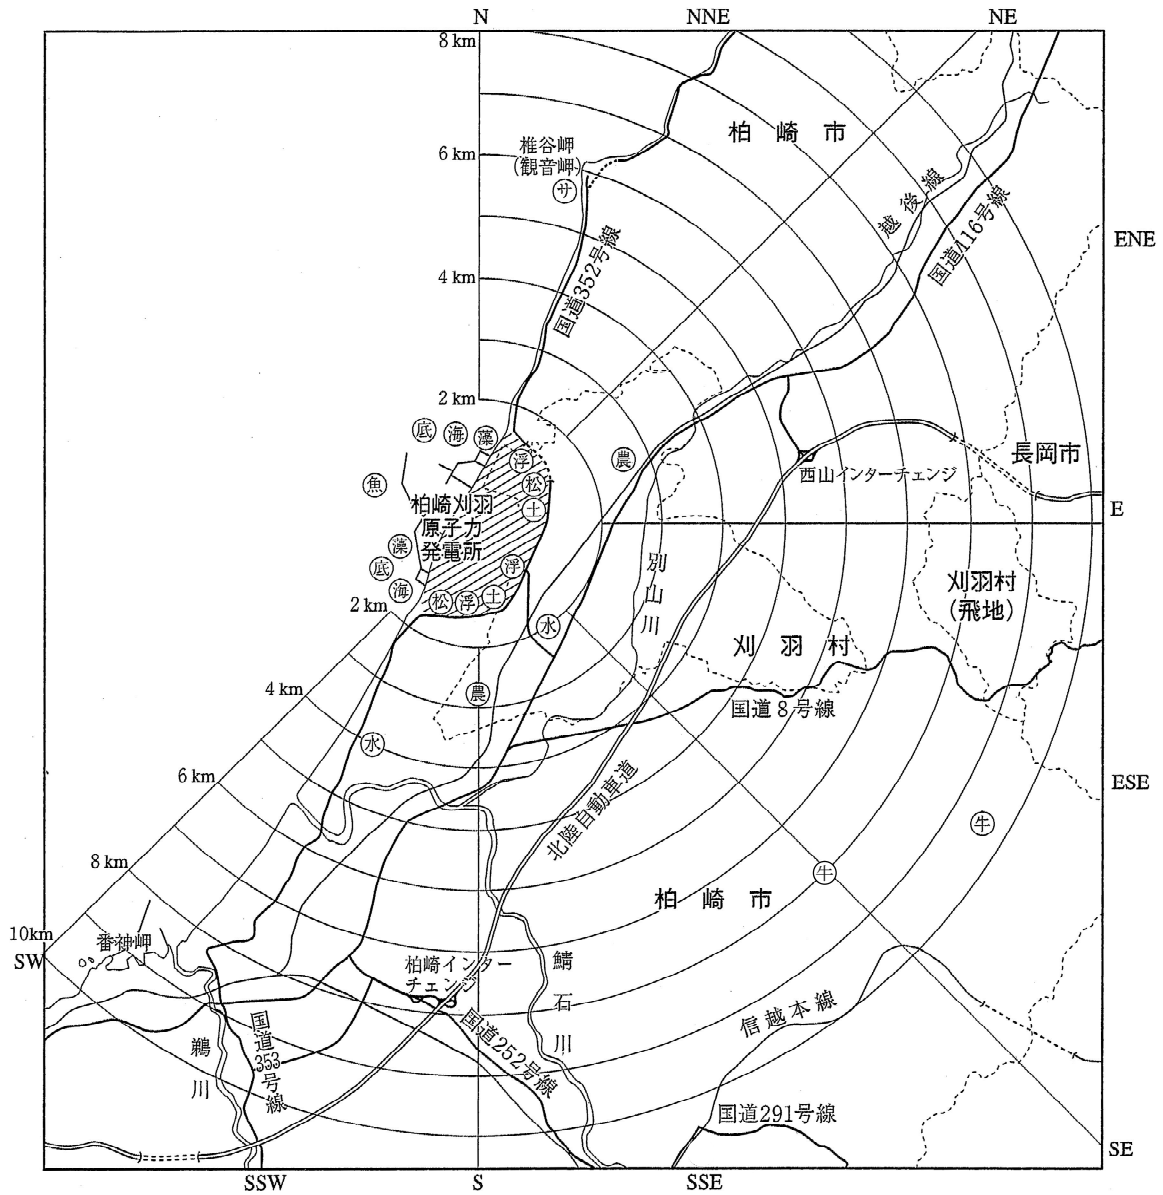 N
NNE
NE
8 km
柏崎市
椎谷岬
(観音岬)
6 km
サ
越後線
国道116号線
ENE
国道352号線
4 km
2 km
底
海
藻
浮
農
長岡市
西山インターチェンジ
魚
松
柏崎刈羽
原子力
発電所
土
E
藻
底
海
浮
別山川
刈羽村
(飛地)
松
浮
土
2 km
水
刈羽村
4 km
農
国道8号線
水
6 km
ESE
北陸自動車道
牛
8 km
牛
柏崎市
10km
SW
番神岬
柏崎インター
チェンジ
鯖石川
信越本線
国道353号線
国道252号線
鵜川
国道291号線
SE
SSW
S
SSE